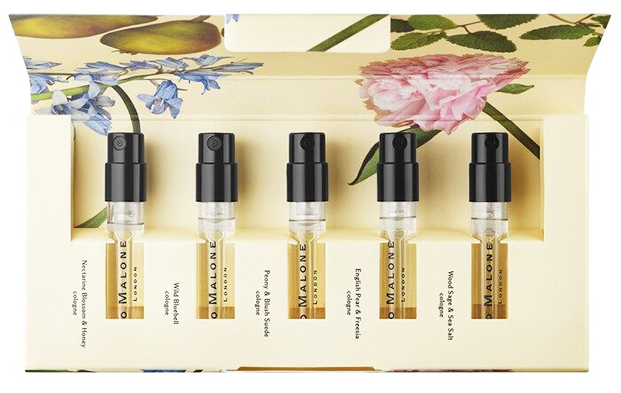 Nectarine Blossom & Honey
cologne
O MALONE
LONDON
Wild Bluebell
cologne
O MALONE
LONDON
Peony & Blush Suede
cologne
O MALONE
LONDON
English Pear & Freesia
cologne
O MALONE
LONDON
Wood Sage & Sea Salt
cologne
O MALONE
LONDON